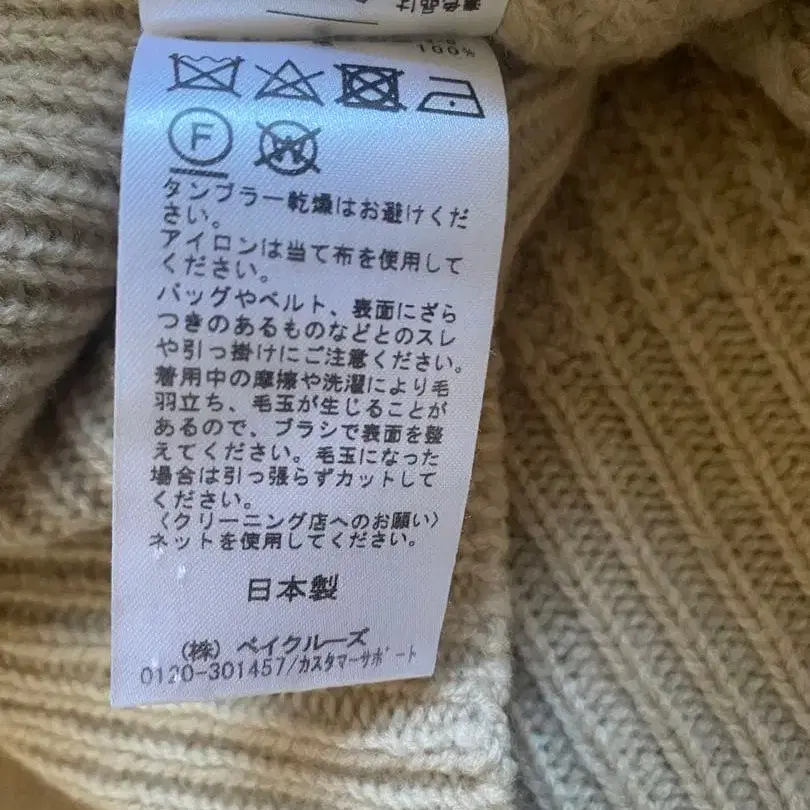 濃色品は
100%
F
W
タンブラー乾燥はお避けくだ
さい。
アイロンは当て布を使用して
ください。
バッグやベルト、表面にざら
つきのあるものなどとのスレ
や引っ掛けにご注意ください。
着用中の摩擦や洗濯により毛
羽立ち、毛玉が生じることが
あるので、ブラシで表面を整
えてください。毛玉になった
場合は引っ張らずカットして
ください。
〈クリーニング店へのお願い〉
ネットを使用してください。
日本製
(株) ベイクルーズ
0120-301457/カスタマーサポート